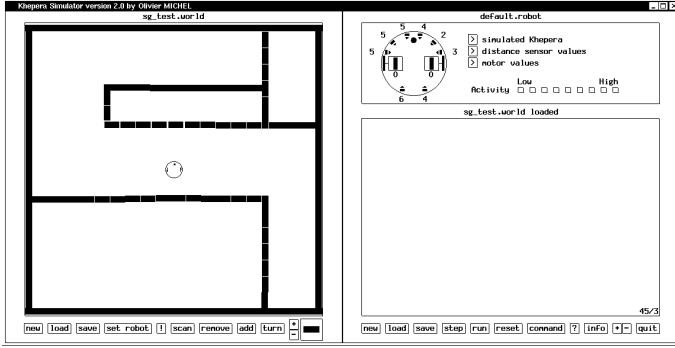 Khepera Simulator version 2.0 by Olivier MICHEL
sg_test.world
new load save set robot ! scan remove add turn + -
default.robot
5 4
5 2
5 3
0 0
6 4
> simulated Khepera
> distance sensor values
> motor values
Low High
Activity
sg_test.world loaded
45/3
new load save step run reset command ? info + - quit